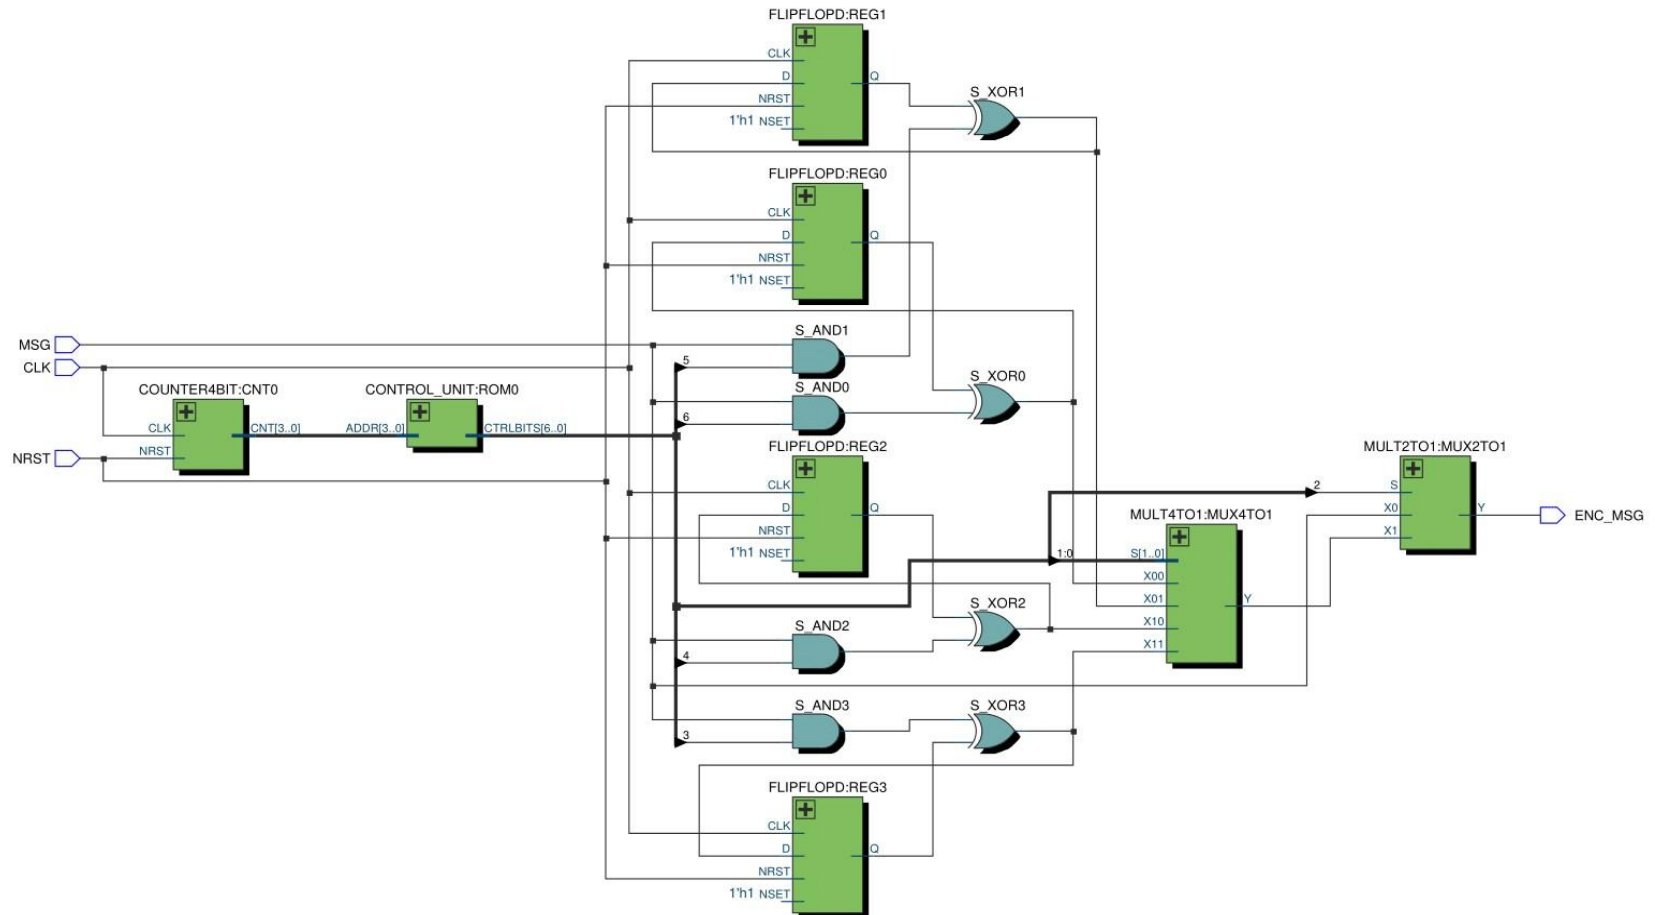 FLIPFLOPD:REG1
CLK
D
Q
NRST
1'h1 NSET
S_XOR1
FLIPFLOPD:REG0
CLK
D
Q
NRST
1'h1 NSET
MSG
CLK
NRST
COUNTER4BIT:CNT0
CLK
CNT[3..0]
NRST
CONTROL_UNIT:ROM0
ADDR[3..0]
CTRLBITS[6..0]
S_AND1
5
S_AND0
6
S_XOR0
FLIPFLOPD:REG2
CLK
D
Q
NRST
1'h1 NSET
MULT2TO1:MUX2TO1
2
S
X0
Y
X1
ENC_MSG
MULT4TO1:MUX4TO1
1:0
S[1..0]
X00
X01
Y
X10
X11
S_XOR2
S_AND2
4
S_AND3
3
S_XOR3
FLIPFLOPD:REG3
CLK
D
Q
NRST
1'h1 NSET